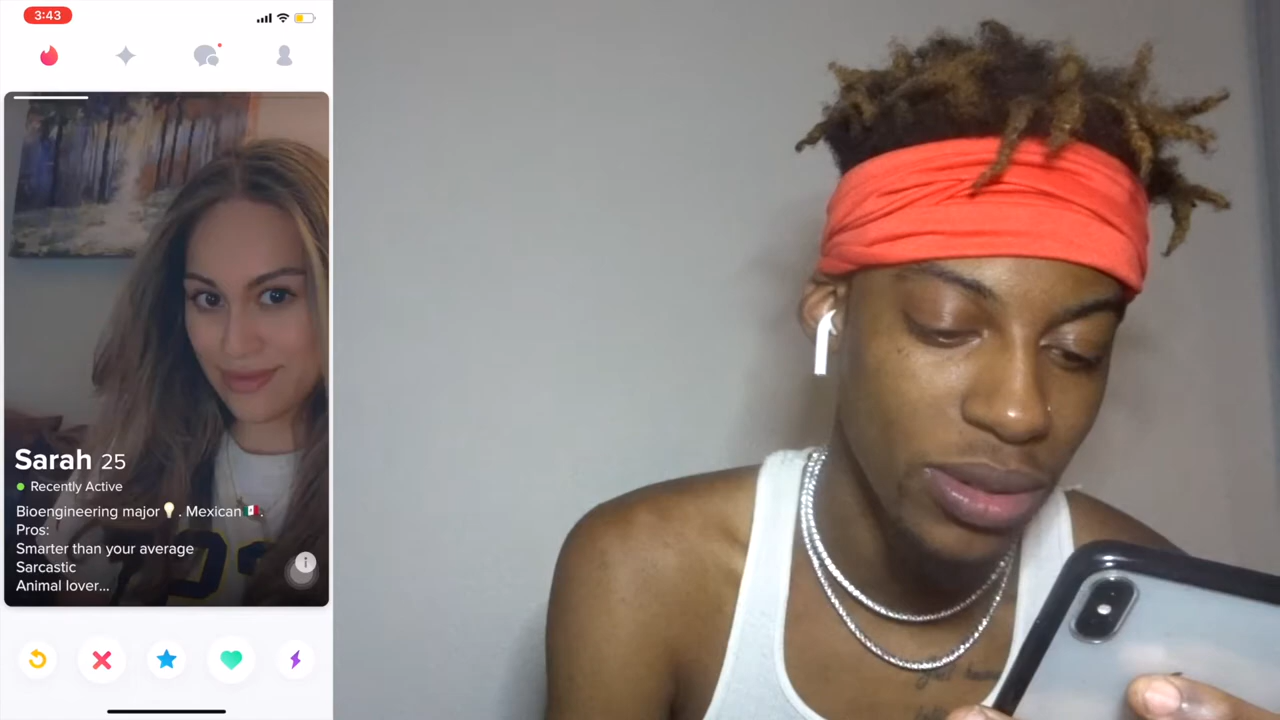 3:43
Sarah 25
Recently Active
Bioengineering major💡. Mexican 🇲🇽.
Pros:
Smarter than your average
Sarcastic
Animal lover...